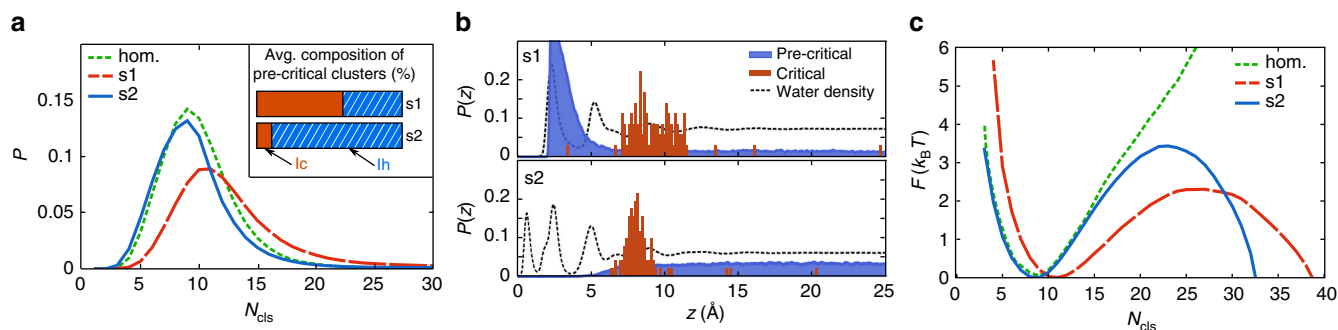 a
hom.
s1
s2
Avg. composition of
pre-critical clusters (%)
s1
s2
Ic
Ih
P
0.15
0.1
0.05
0
0 5 10 15 20 25 30
N_cls
b
s1
Pre-critical
Critical
Water density
P(z)
0.2
0.1
0
s2
P(z)
0.2
0.1
0
0 5 10 15 20 25
z (Å)
c
hom.
s1
s2
F (k_B T)
6
5
4
3
2
1
0
0 5 10 15 20 25 30 35 40
N_cls